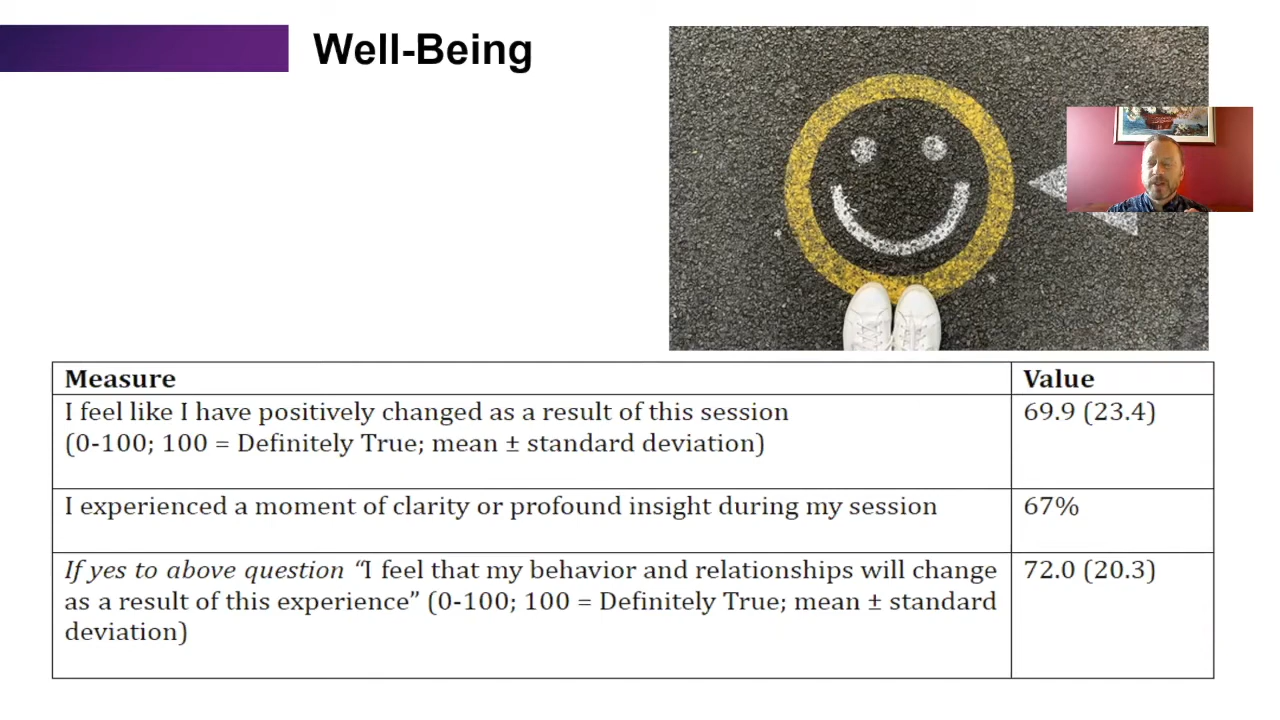 Well-Being
Measure
Value
I feel like I have positively changed as a result of this session
69.9 (23.4)
(0-100; 100 = Definitely True; mean ± standard deviation)
I experienced a moment of clarity or profound insight during my session
67%
If yes to above question “I feel that my behavior and relationships will change
72.0 (20.3)
as a result of this experience” (0-100; 100 = Definitely True; mean ± standard
deviation)